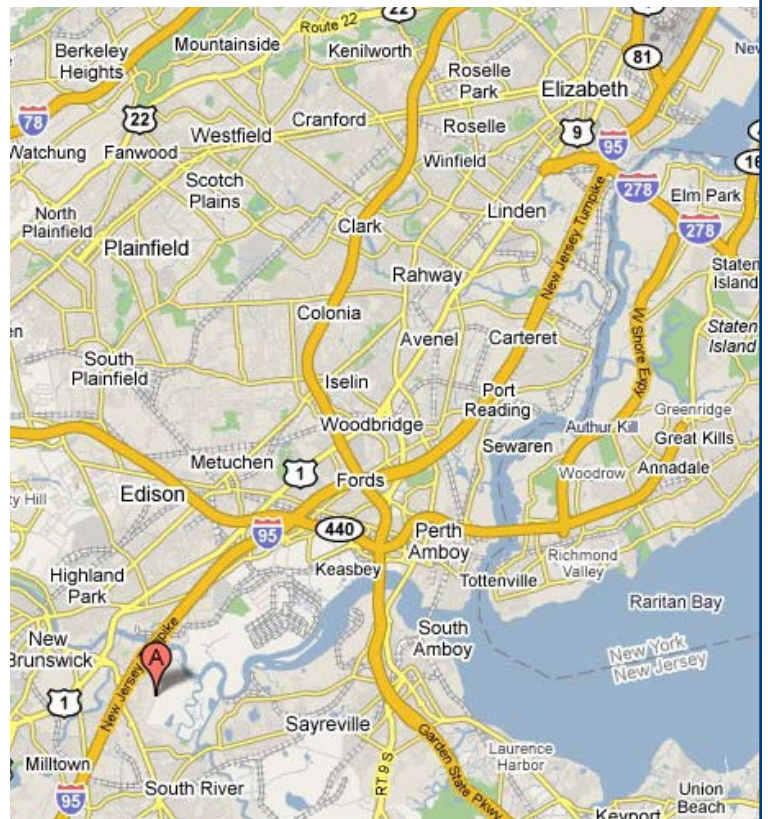 22
Route 22
Mountainside
Berkeley
Heights
Kenilworth
81
Roselle
Park
Elizabeth
78
22
Cranford
Westfield
Roselle
9
95
Watchung
Fanwood
Winfield
Scotch
Plains
278
Elm Park
North
Plainfield
Linden
278
Clark
Plainfield
New Jersey Turnpike
Rahway
Staten
Island
Colonia
W Shore Expy
Staten
Island
Avenel
Carteret
South
Plainfield
Iselin
Port
Reading
Woodbridge
Greenridge
Authur Kill
Sewaren
Great Kills
Metuchen
1
Fords
Woodrow
Annadale
Edison
95
440
Perth
Amboy
Keasbey
Richmond
Valley
Tottenville
Highland
Park
Raritan Bay
New
Brunswick
New Jersey Turnpike
A
South
Amboy
New York
New Jersey
1
Sayreville
Garden State Pkwy
Milltown
RT 9 S
Laurence
Harbor
95
South River
Union
Beach
Keyport